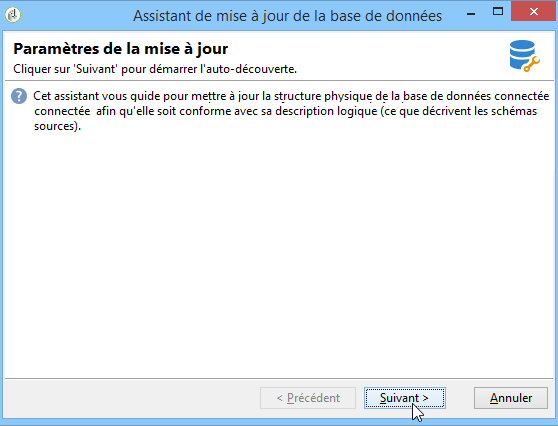 Assistant de mise à jour de la base de données
Paramètres de la mise à jour
Cliquer sur 'Suivant' pour démarrer l'auto-découverte.
Cet assistant vous guide pour mettre à jour la structure physique de la base de données connectée
connectée afin qu'elle soit conforme avec sa description logique (ce que décrivent les schémas
sources).
< Précédent
Suivant >
Annuler